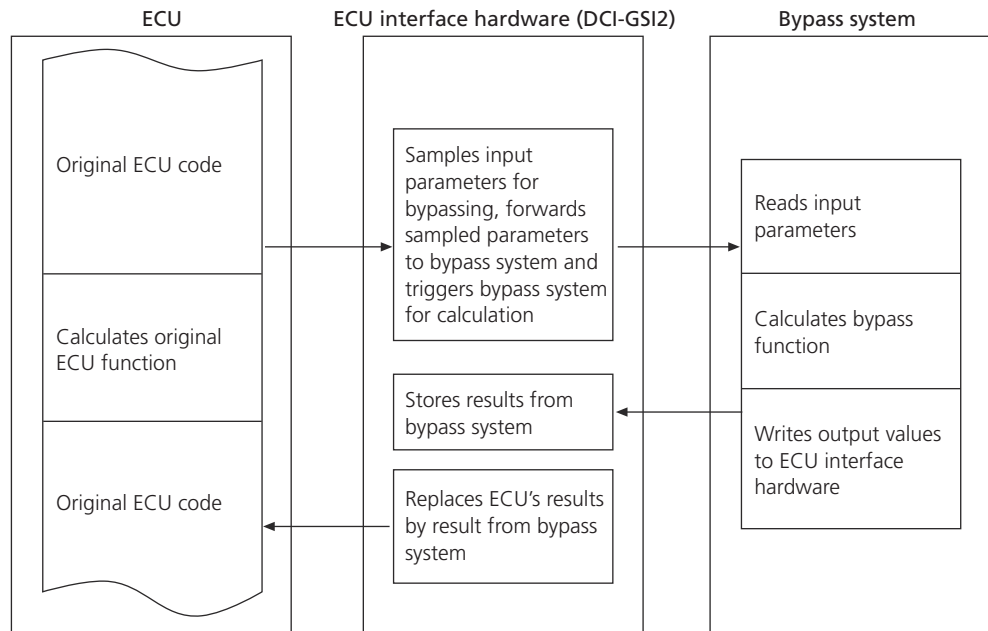 ECU
ECU interface hardware (DCI-GSI2)
Bypass system
Original ECU code
Calculates original
ECU function
Original ECU code
Samples input
parameters for
bypassing, forwards
sampled parameters
to bypass system and
triggers bypass system
for calculation
Stores results from
bypass system
Replaces ECU's results
by result from bypass
system
Reads input
parameters
Calculates bypass
function
Writes output values
to ECU interface
hardware